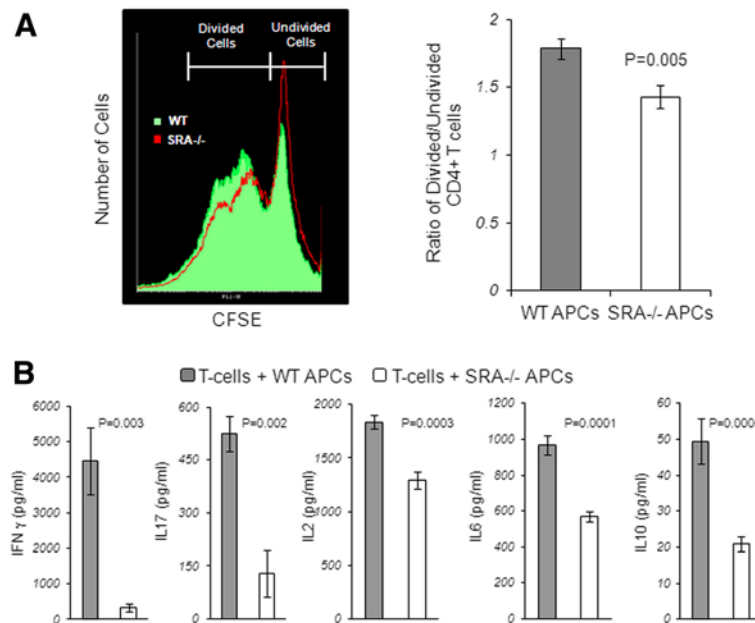 A
Divided
Cells
Undivided
Cells
WT
SRA-/-
Number of Cells
CFSE
Ratio of Divided/Undivided
CD4+ T cells
2
1.5
1
0.5
0
P=0.005
WT APCs SRA-/- APCs
B
T-cells + WT APCs T-cells + SRA-/- APCs
IFN γ (pg/ml)
6000
5000
4000
3000
2000
1000
0
P=0.003
IL17 (pg/ml)
600
450
300
150
0
P=0.002
IL2 (pg/ml)
2000
1500
1000
500
0
P=0.0003
IL6 (pg/ml)
1200
1000
800
600
400
200
0
P=0.0001
IL10 (pg/ml)
60
50
40
30
20
10
0
P=0.000